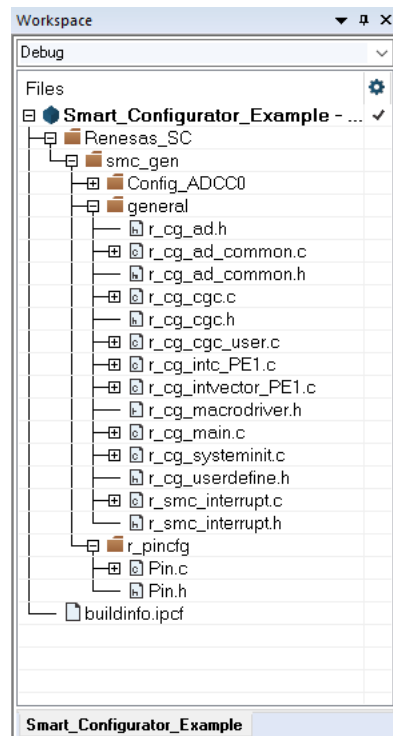 Workspace
Debug
Files
Smart_Configurator_Example - ...
Renesas_SC
smc_gen
Config_ADCC0
general
r_cg_ad.h
r_cg_ad_common.c
r_cg_ad_common.h
r_cg_cgc.c
r_cg_cgc.h
r_cg_cgc_user.c
r_cg_intc_PE1.c
r_cg_intvector_PE1.c
r_cg_macrodriver.h
r_cg_main.c
r_cg_systeminit.c
r_cg_userdefine.h
r_smc_interrupt.c
r_smc_interrupt.h
r_pincfg
Pin.c
Pin.h
buildinfo.ipcf
Smart_Configurator_Example